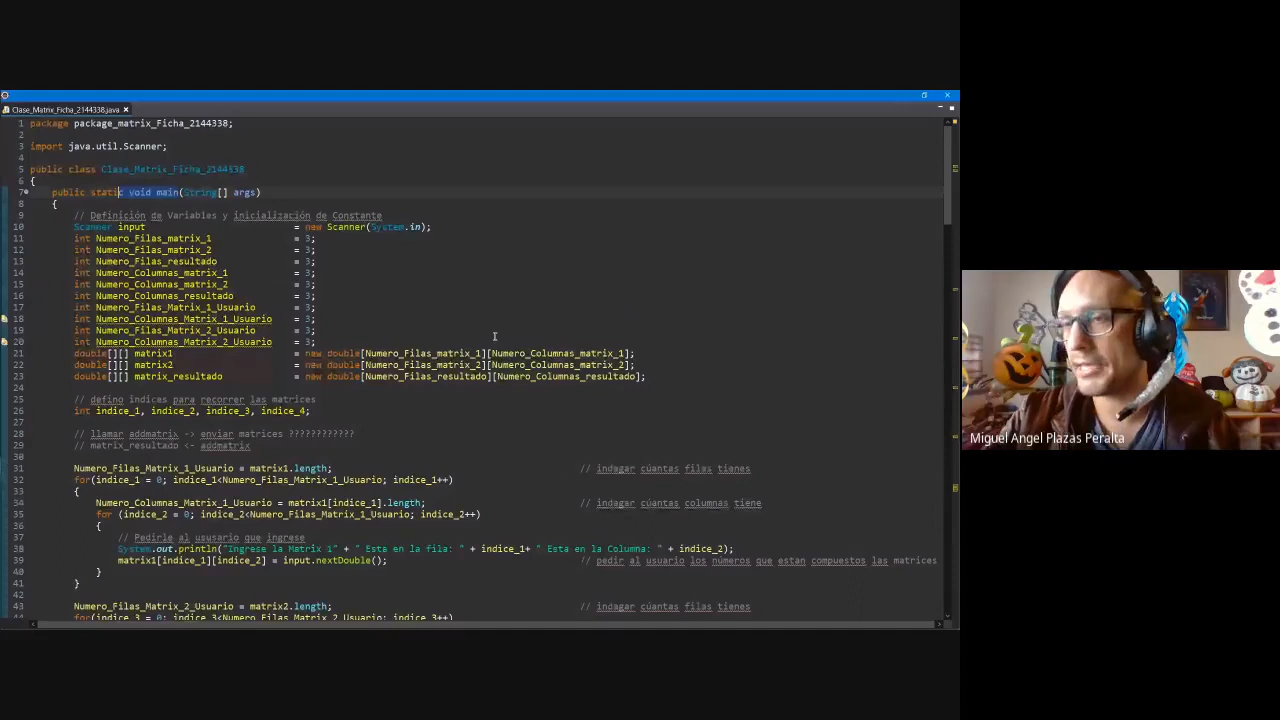 Clase_Matrix_Ficha_2144338.java
1 package package_matrix_Ficha_2144338;
2
3 import java.util.Scanner;
4
5 public class Clase_Matrix_Ficha_2144338
6 {
7 public static void main(String[] args)
8 {
9 // Definición de Variables y inicialización de Constante
10 Scanner input = new Scanner(System.in);
11 int Numero_Filas_matrix_1 = 3;
12 int Numero_Filas_matrix_2 = 3;
13 int Numero_Filas_resultado = 3;
14 int Numero_Columnas_matrix_1 = 3;
15 int Numero_Columnas_matrix_2 = 3;
16 int Numero_Columnas_resultado = 3;
17 int Numero_Filas_Matrix_1_Usuario = 3;
18 int Numero_Columnas_Matrix_1_Usuario = 3;
19 int Numero_Filas_Matrix_2_Usuario = 3;
20 int Numero_Columnas_Matrix_2_Usuario = 3;
21 double[][] matrix1 = new double[Numero_Filas_matrix_1][Numero_Columnas_matrix_1];
22 double[][] matrix2 = new double[Numero_Filas_matrix_2][Numero_Columnas_matrix_2];
23 double[][] matrix_resultado = new double[Numero_Filas_resultado][Numero_Columnas_resultado];
24
25 // defino indices para recorrer las matrices
26 int indice_1, indice_2, indice_3, indice_4;
27
28 // llamar addmatrix -> enviar matrices ????????????
29 // matrix_resultado <- addmatrix
30
31 Numero_Filas_Matrix_1_Usuario = matrix1.length; // indagar cúantas filas tienes
32 for(indice_1 = 0; indice_1<Numero_Filas_Matrix_1_Usuario; indice_1++)
33 {
34 Numero_Columnas_Matrix_1_Usuario = matrix1[indice_1].length; // indagar cúantas columnas tiene
35 for (indice_2 = 0; indice_2<Numero_Filas_Matrix_1_Usuario; indice_2++)
36 {
37 // Pedirle al ususario que ingrese
38 System.out.println("Ingrese la Matrix 1" + " Esta en la fila: " + indice_1+ " Esta en la Columna: " + indice_2);
39 matrix1[indice_1][indice_2] = input.nextDouble(); // pedir al usuario los números que estan compuestos las matrices
40 }
41 }
42
43 Numero_Filas_Matrix_2_Usuario = matrix2.length; // indagar cúantas filas tienes
44 for(indice_3 = 0; indice_3<Numero_Filas_Matrix_2_Usuario; indice_3++)
Miguel Angel Plazas Peralta